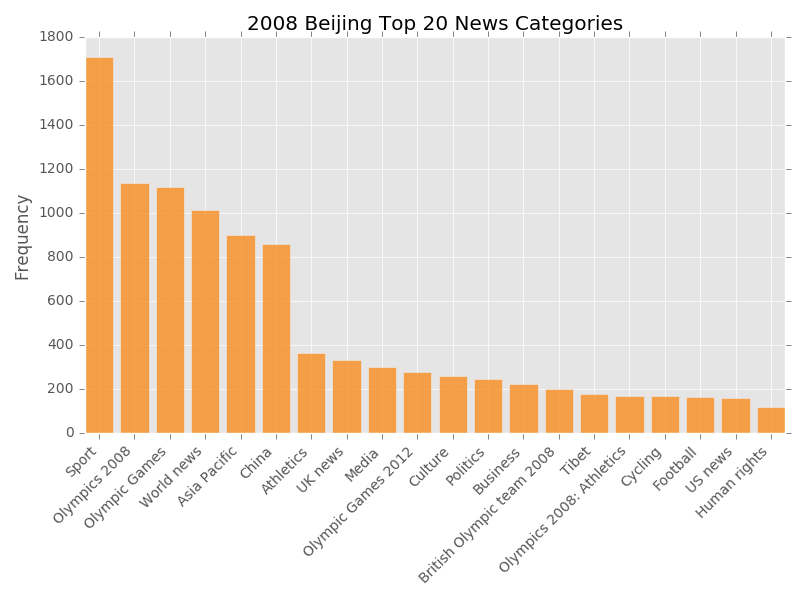 2008 Beijing Top 20 News Categories
Frequency
1800
1600
1400
1200
1000
800
600
400
200
0
Sport
Olympics 2008
Olympic Games
World news
Asia Pacific
China
Athletics
UK news
Media
Olympic Games 2012
Culture
Politics
Business
British Olympic team 2008
Tibet
Olympics 2008: Athletics
Cycling
Football
US news
Human rights